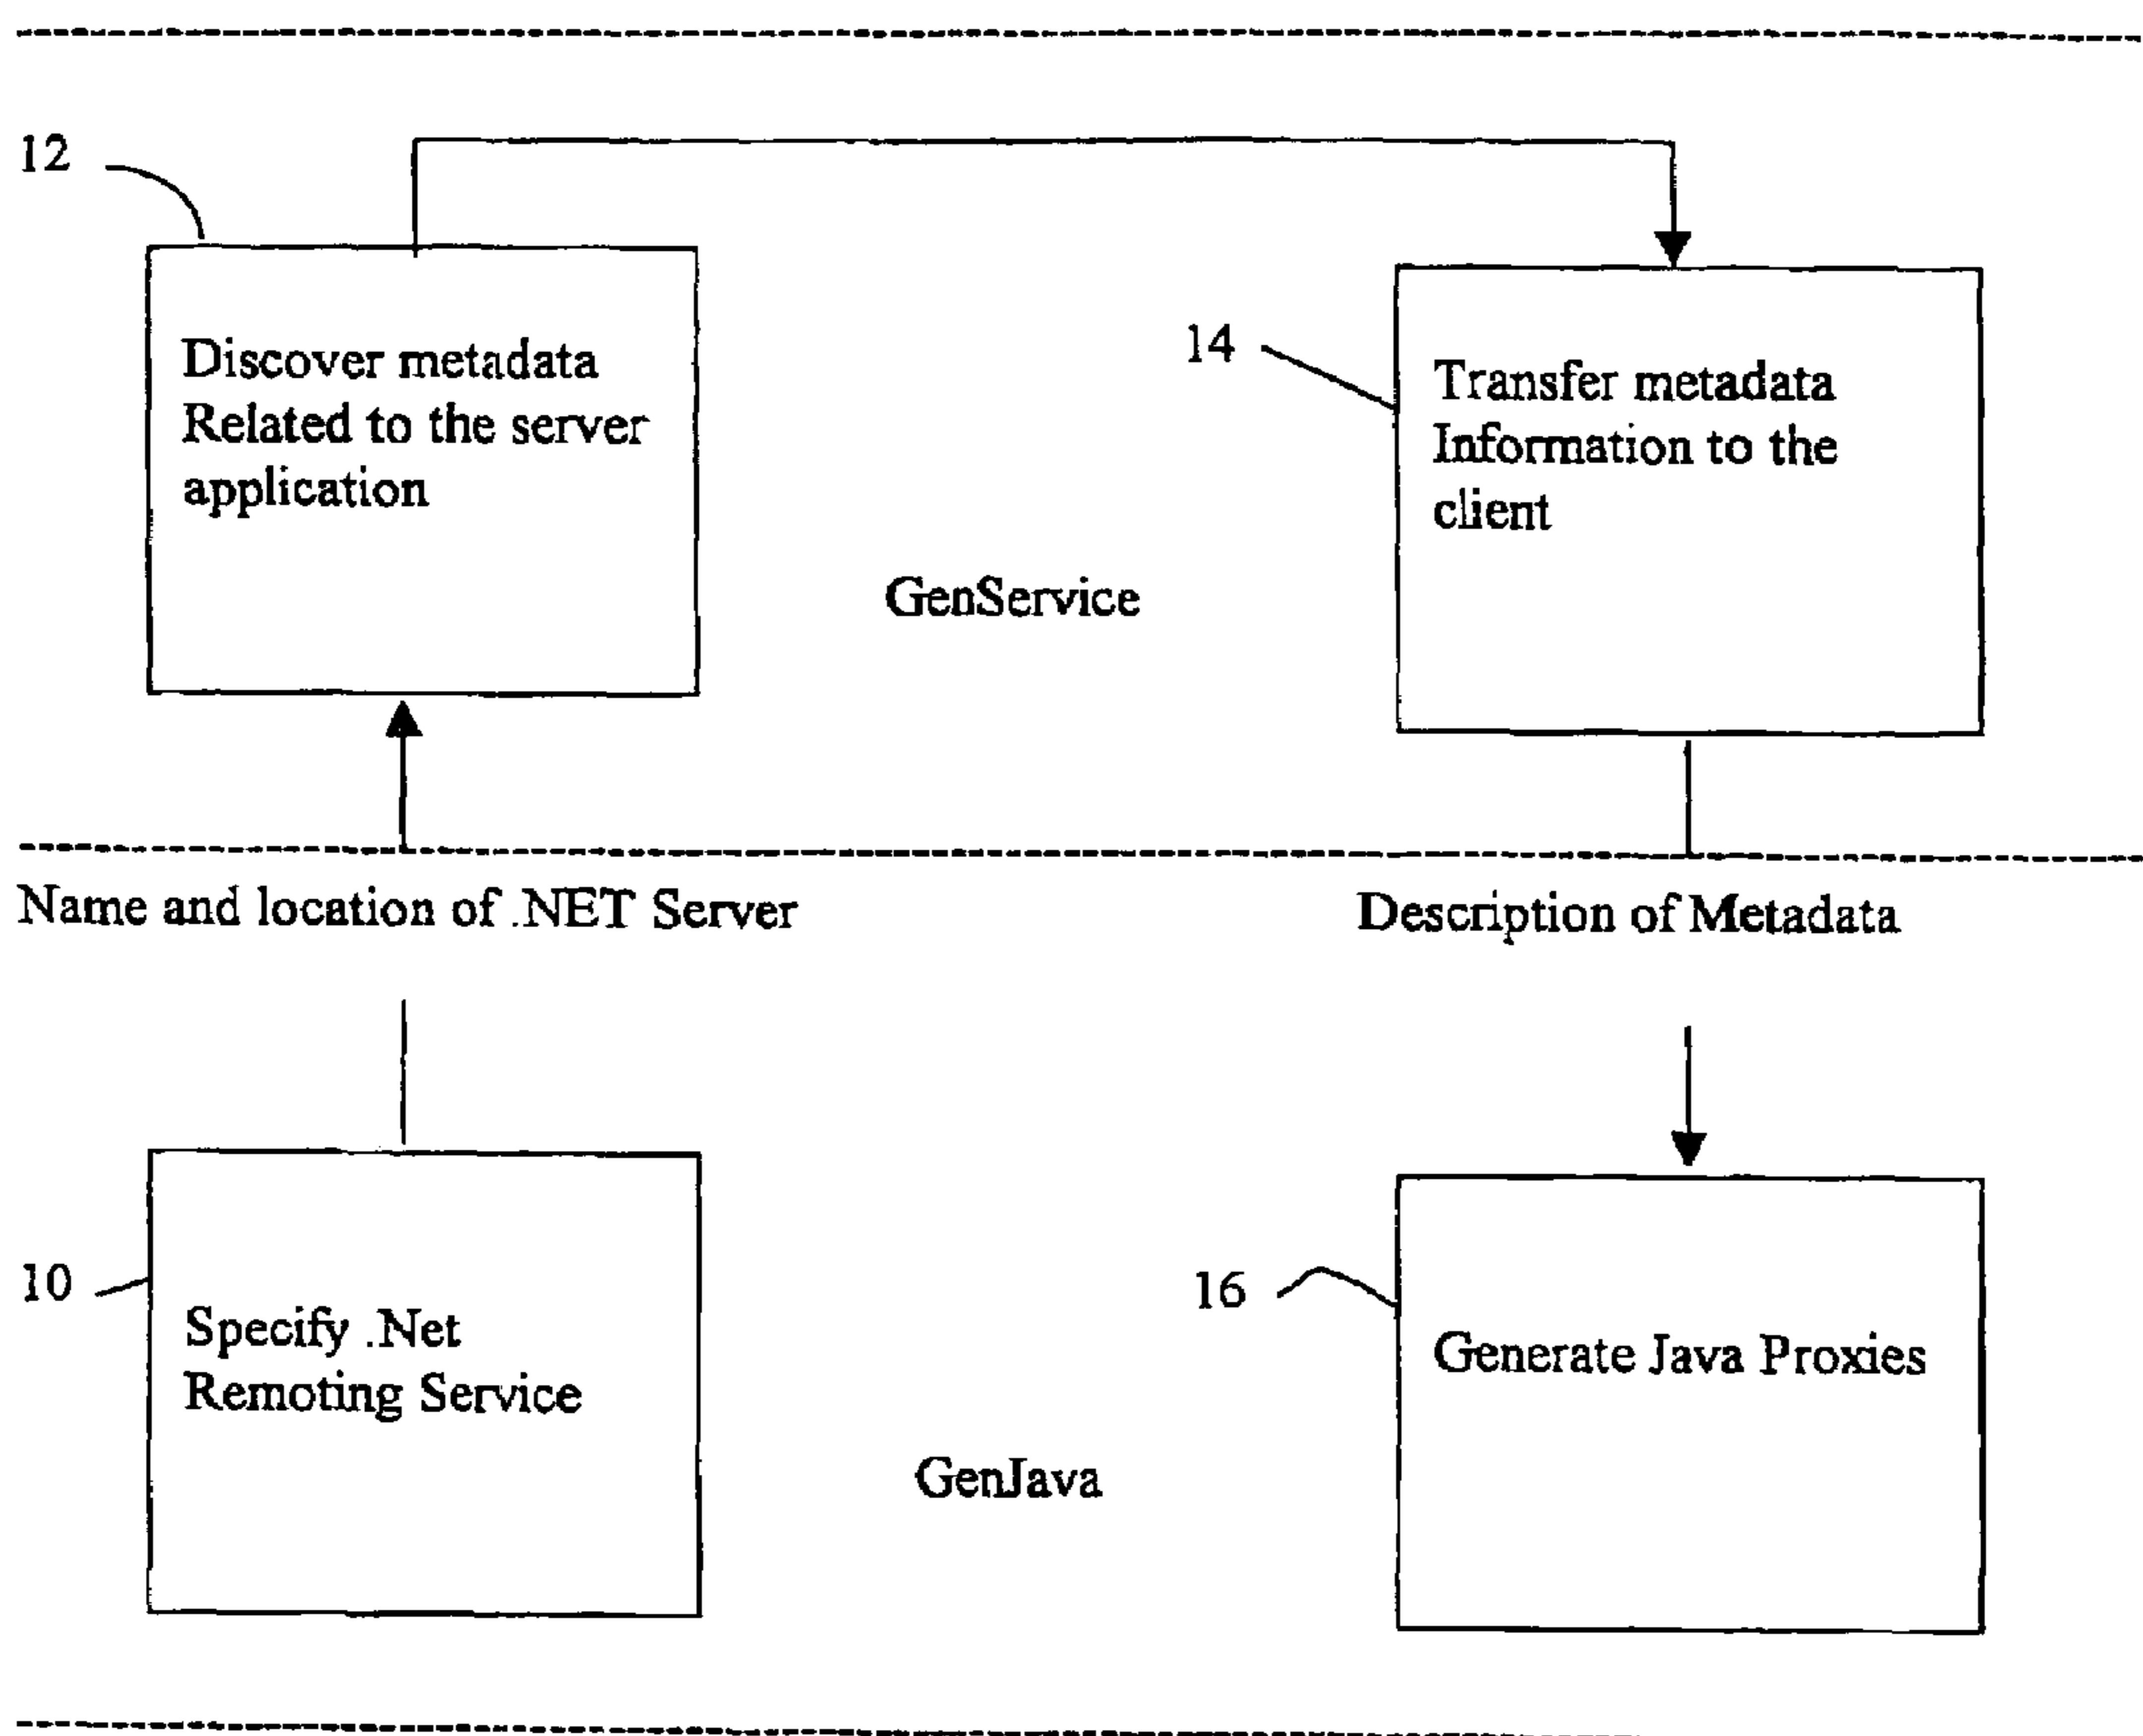 12
Discover metadata
Related to the server
application
14
Transfer metadata
Information to the
client
GenService
Name and location of .NET Server
Description of Metadata
10
Specify .Net
Remoting Service
16
Generate Java Proxies
GenJava